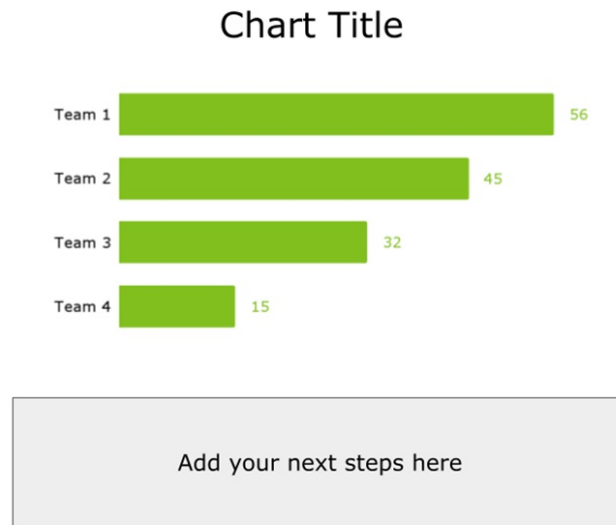 Chart Title
Team 1 56
Team 2 45
Team 3 32
Team 4 15
Add your next steps here